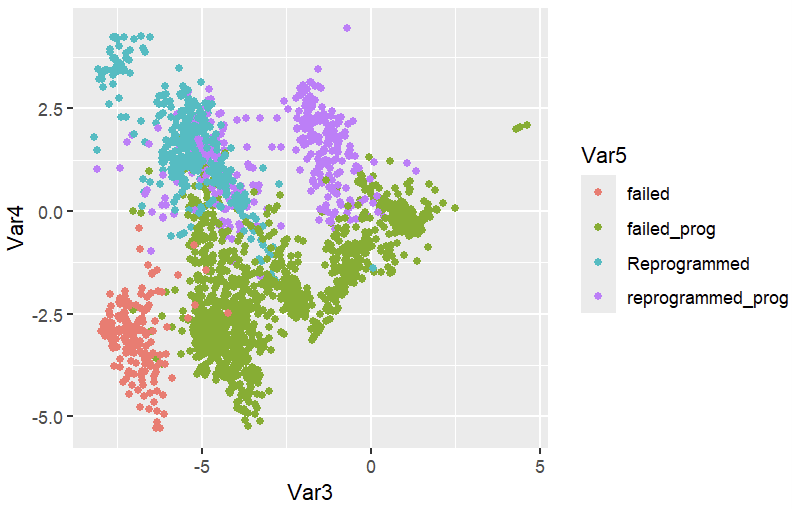 2.5
0.0
-2.5
-5.0
Var4
-5
0
5
Var3
Var5
failed
failed_prog
Reprogrammed
reprogrammed_prog